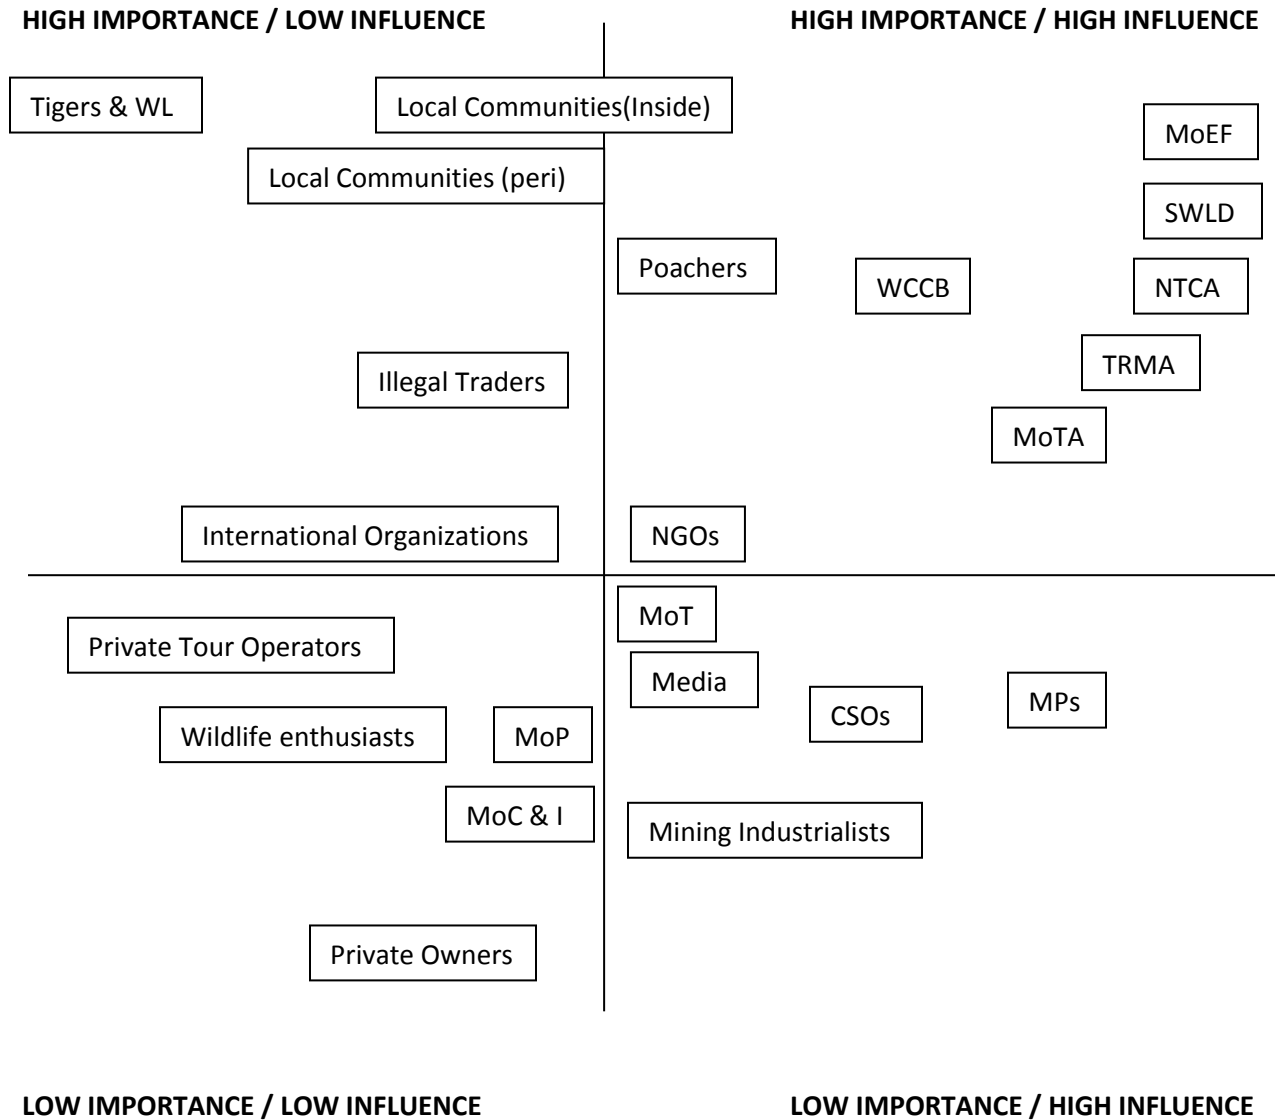 HIGH IMPORTANCE / LOW INFLUENCE
HIGH IMPORTANCE / HIGH INFLUENCE
Tigers & WL
Local Communities(Inside)
MoEF
Local Communities (peri)
SWLD
Poachers
WCCB
NTCA
TRMA
Illegal Traders
MoTA
International Organizations
NGOs
MoT
Private Tour Operators
Media
MPs
CSOs
Wildlife enthusiasts
MoP
MoC & I
Mining Industrialists
Private Owners
LOW IMPORTANCE / LOW INFLUENCE
LOW IMPORTANCE / HIGH INFLUENCE